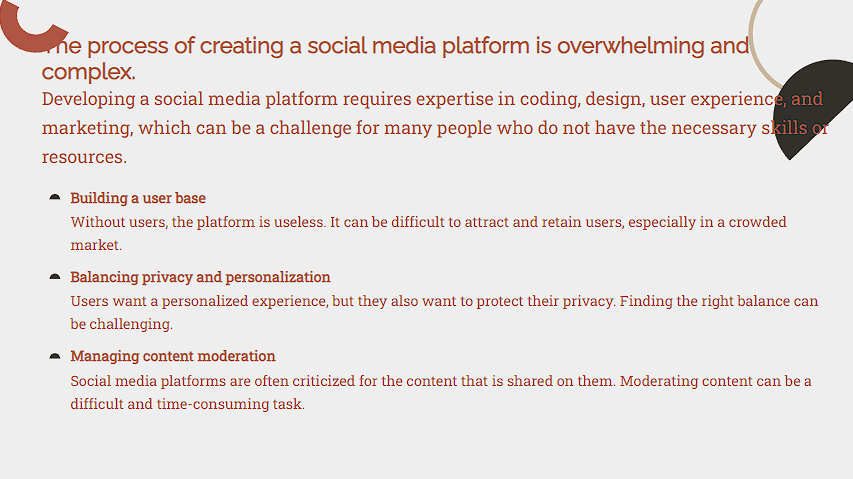 The process of creating a social media platform is overwhelming and
complex.
Developing a social media platform requires expertise in coding, design, user experience, and
marketing, which can be a challenge for many people who do not have the necessary skills or
resources.
Building a user base
Without users, the platform is useless. It can be difficult to attract and retain users, especially in a crowded
market.
Balancing privacy and personalization
Users want a personalized experience, but they also want to protect their privacy. Finding the right balance can
be challenging.
Managing content moderation
Social media platforms are often criticized for the content that is shared on them. Moderating content can be a
difficult and time-consuming task.